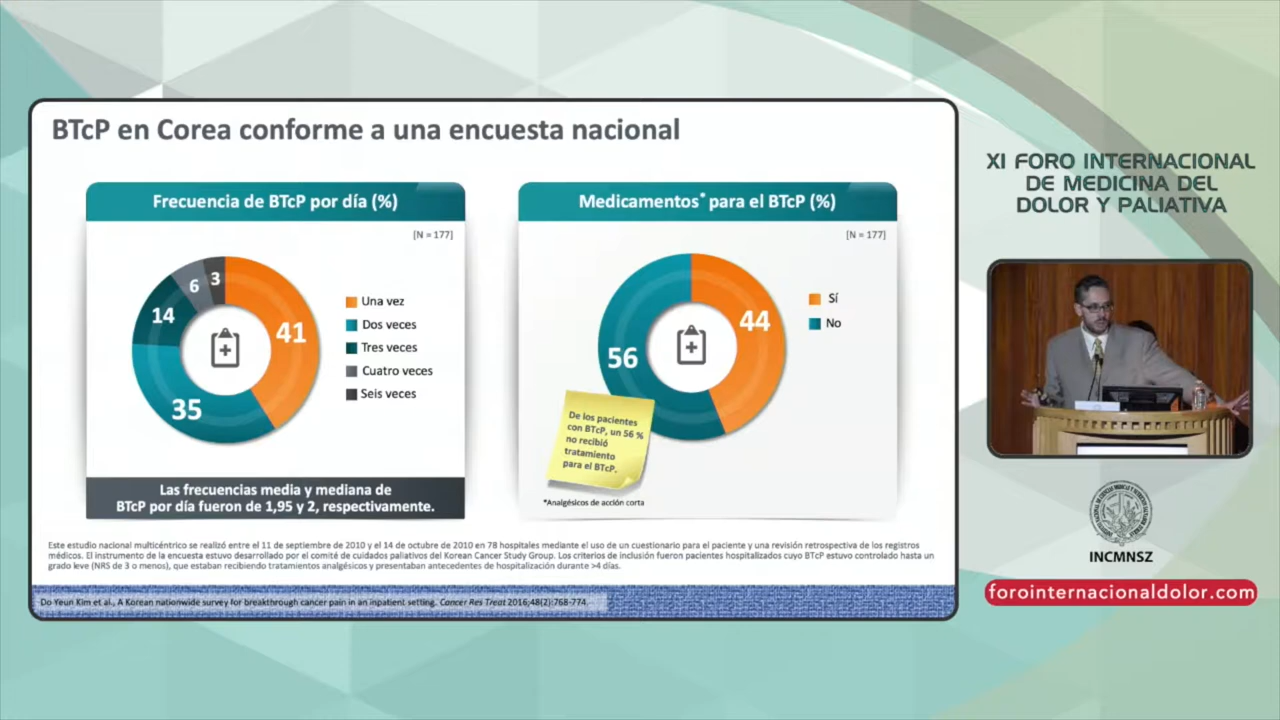 BTcP en Corea conforme a una encuesta nacional
Frecuencia de BTcP por día (%)
[N = 177]
3
6
14
41
35
Una vez
Dos veces
Tres veces
Cuatro veces
Seis veces
Las frecuencias media y mediana de
BTcP por día fueron de 1,95 y 2, respectivamente.
Medicamentos* para el BTcP (%)
[N = 177]
44
56
Sí
No
De los pacientes
con BTcP, un 56 %
no recibió
tratamiento
para el BTcP.
*Analgésicos de acción corta
Este estudio nacional multicéntrico se realizó entre el 11 de septiembre de 2010 y el 14 de octubre de 2010 en 78 hospitales mediante el uso de un cuestionario para el paciente y una revisión retrospectiva de los registros
médicos. El instrumento de la encuesta estuvo desarrollado por el comité de cuidados paliativos del Korean Cancer Study Group. Los criterios de inclusión fueron pacientes hospitalizados cuyo BTcP estuvo controlado hasta un
grado leve (NRS de 3 o menos), que estaban recibiendo tratamientos analgésicos y presentaban antecedentes de hospitalización durante >4 días.
Do Yeun Kim et al., A Korean nationwide survey for breakthrough cancer pain in an inpatient setting. Cancer Res Treat 2016;48(2):768-774.
XI FORO INTERNACIONAL
DE MEDICINA DEL
DOLOR Y PALIATIVA
INCMNSZ
forointernacionaldolor.com